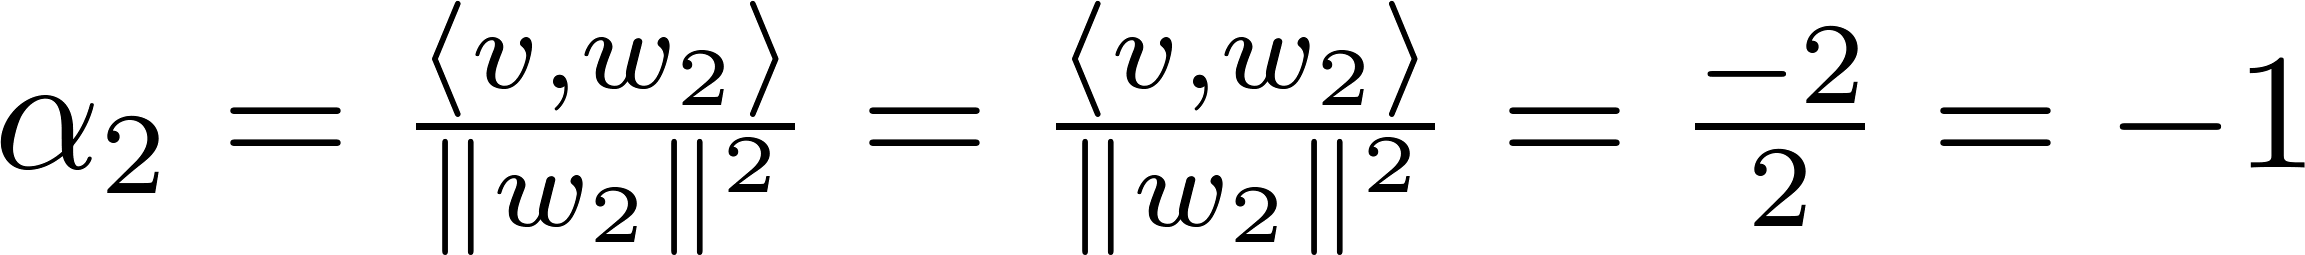 α₂ = ⟨v,w₂⟩/‖w₂‖² = ⟨v,w₂⟩/‖w₂‖² = −2/2 = −1